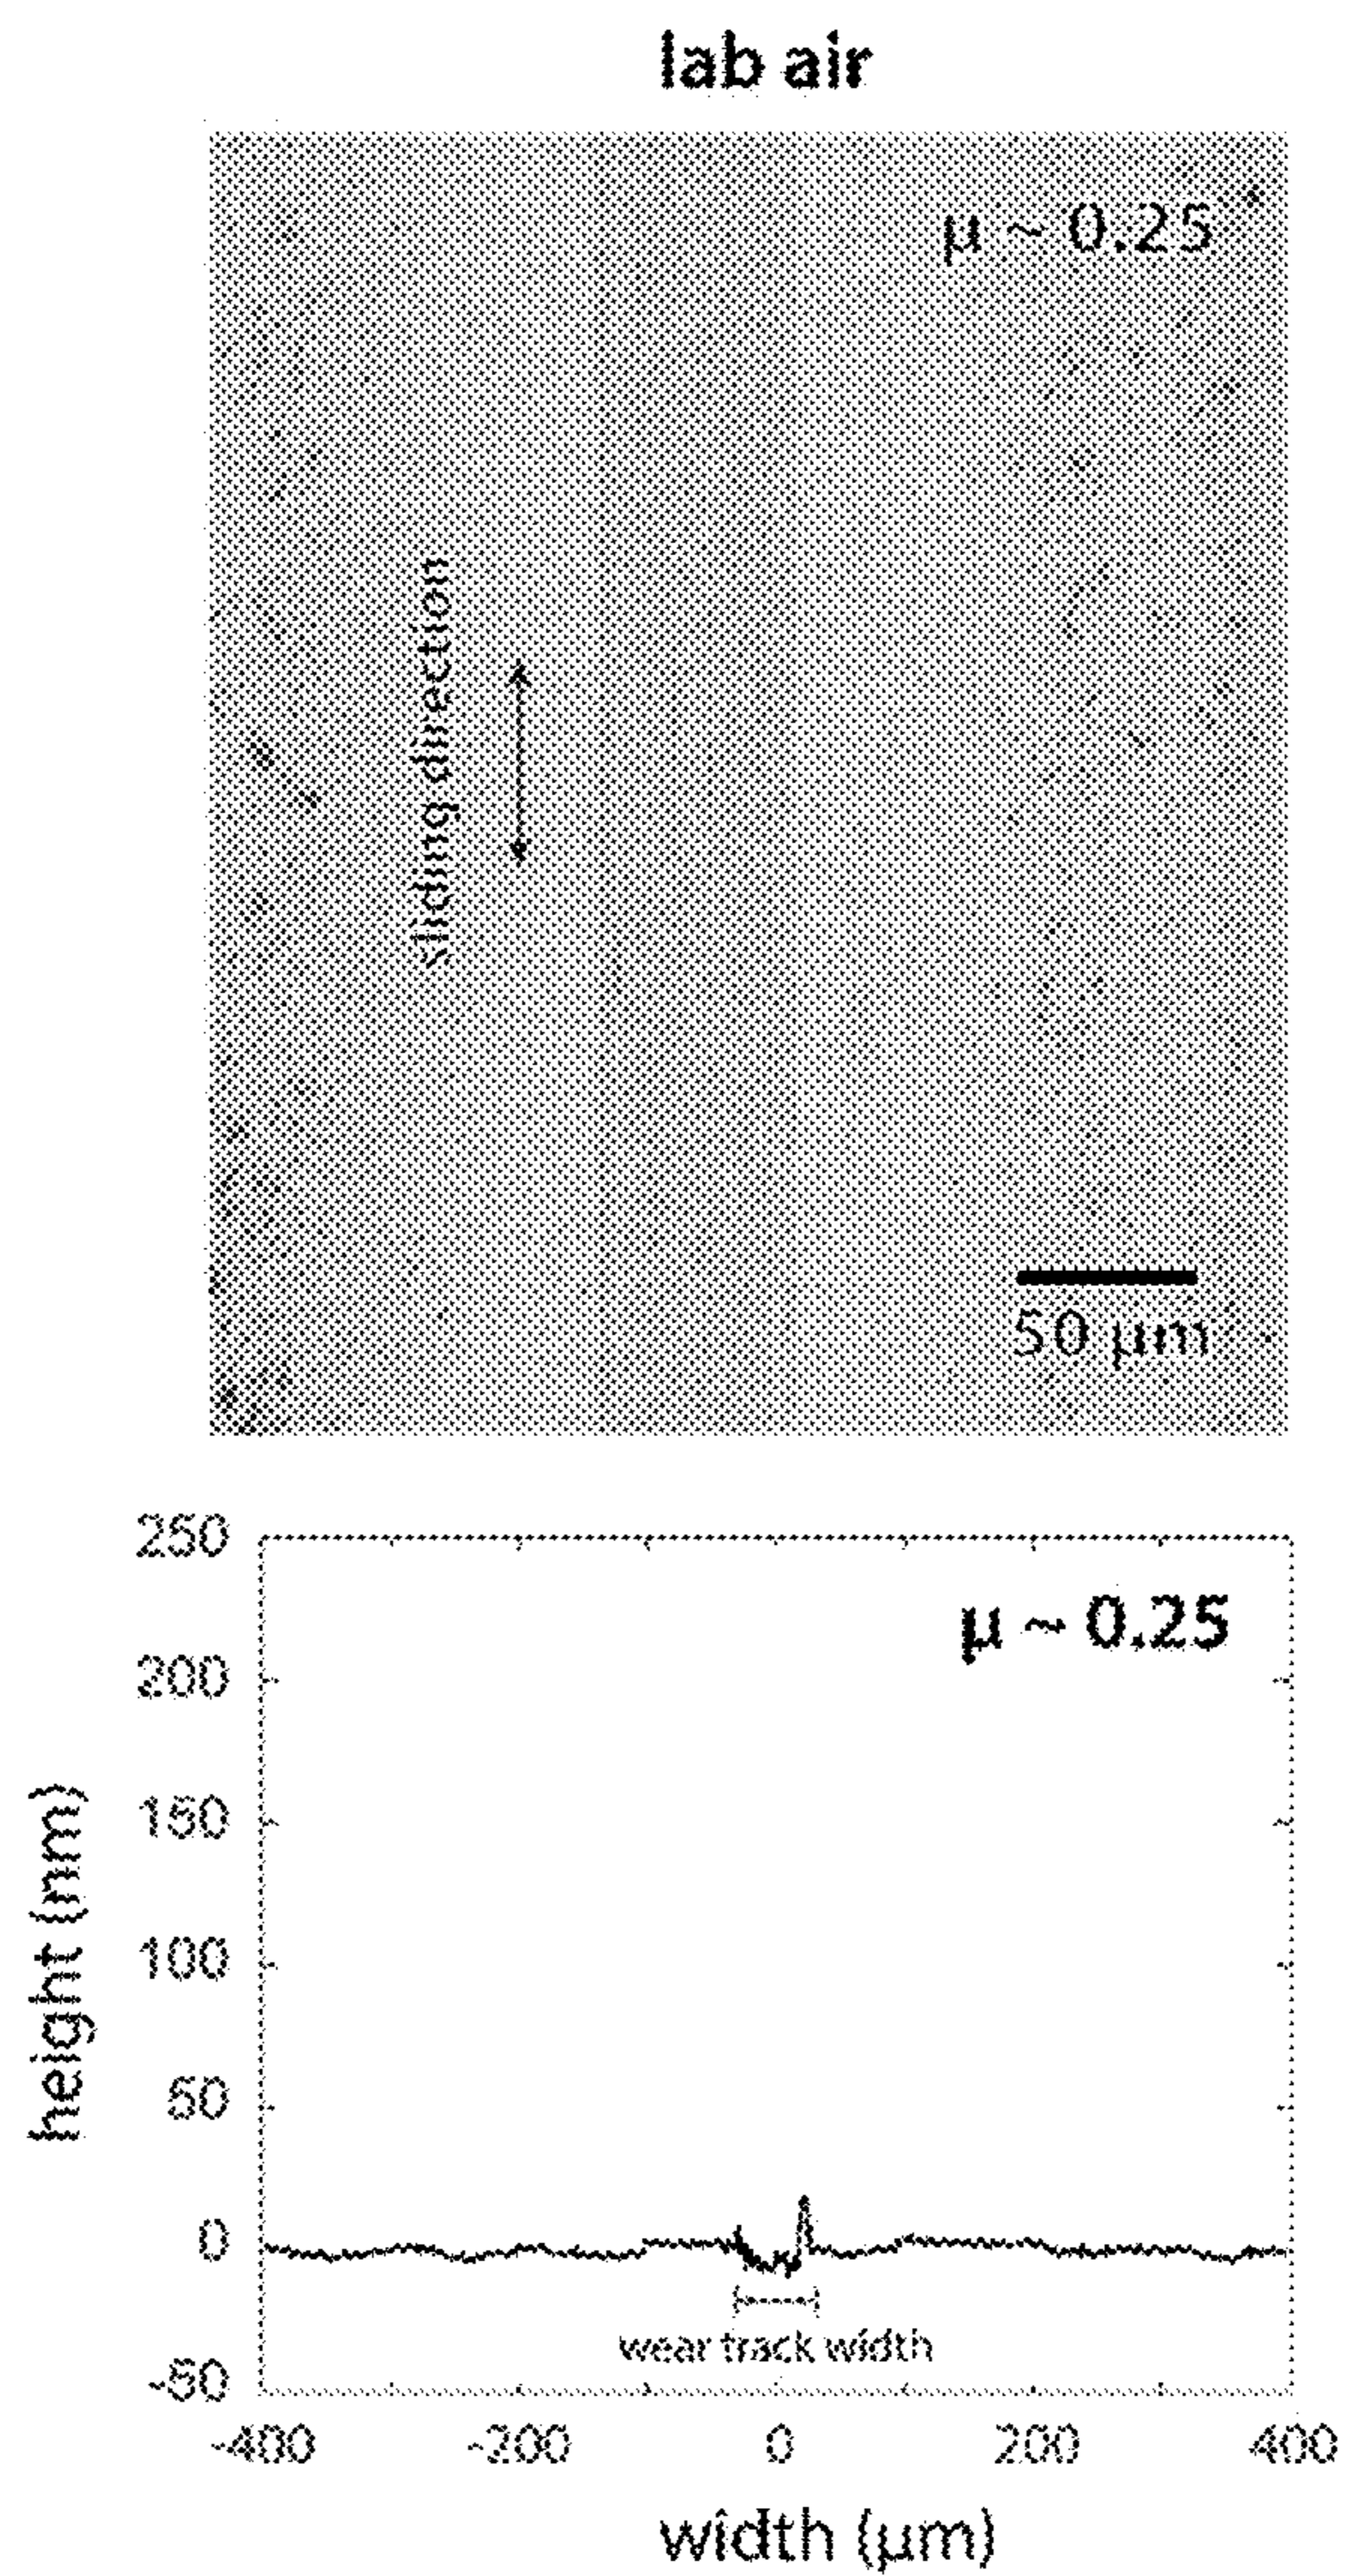 lab air
μ ~ 0.25
sliding direction
50 μm
250
μ ~ 0.25
200
150
100
50
0
-50
height (nm)
wear track width
-400 -200 0 200 400
width (μm)